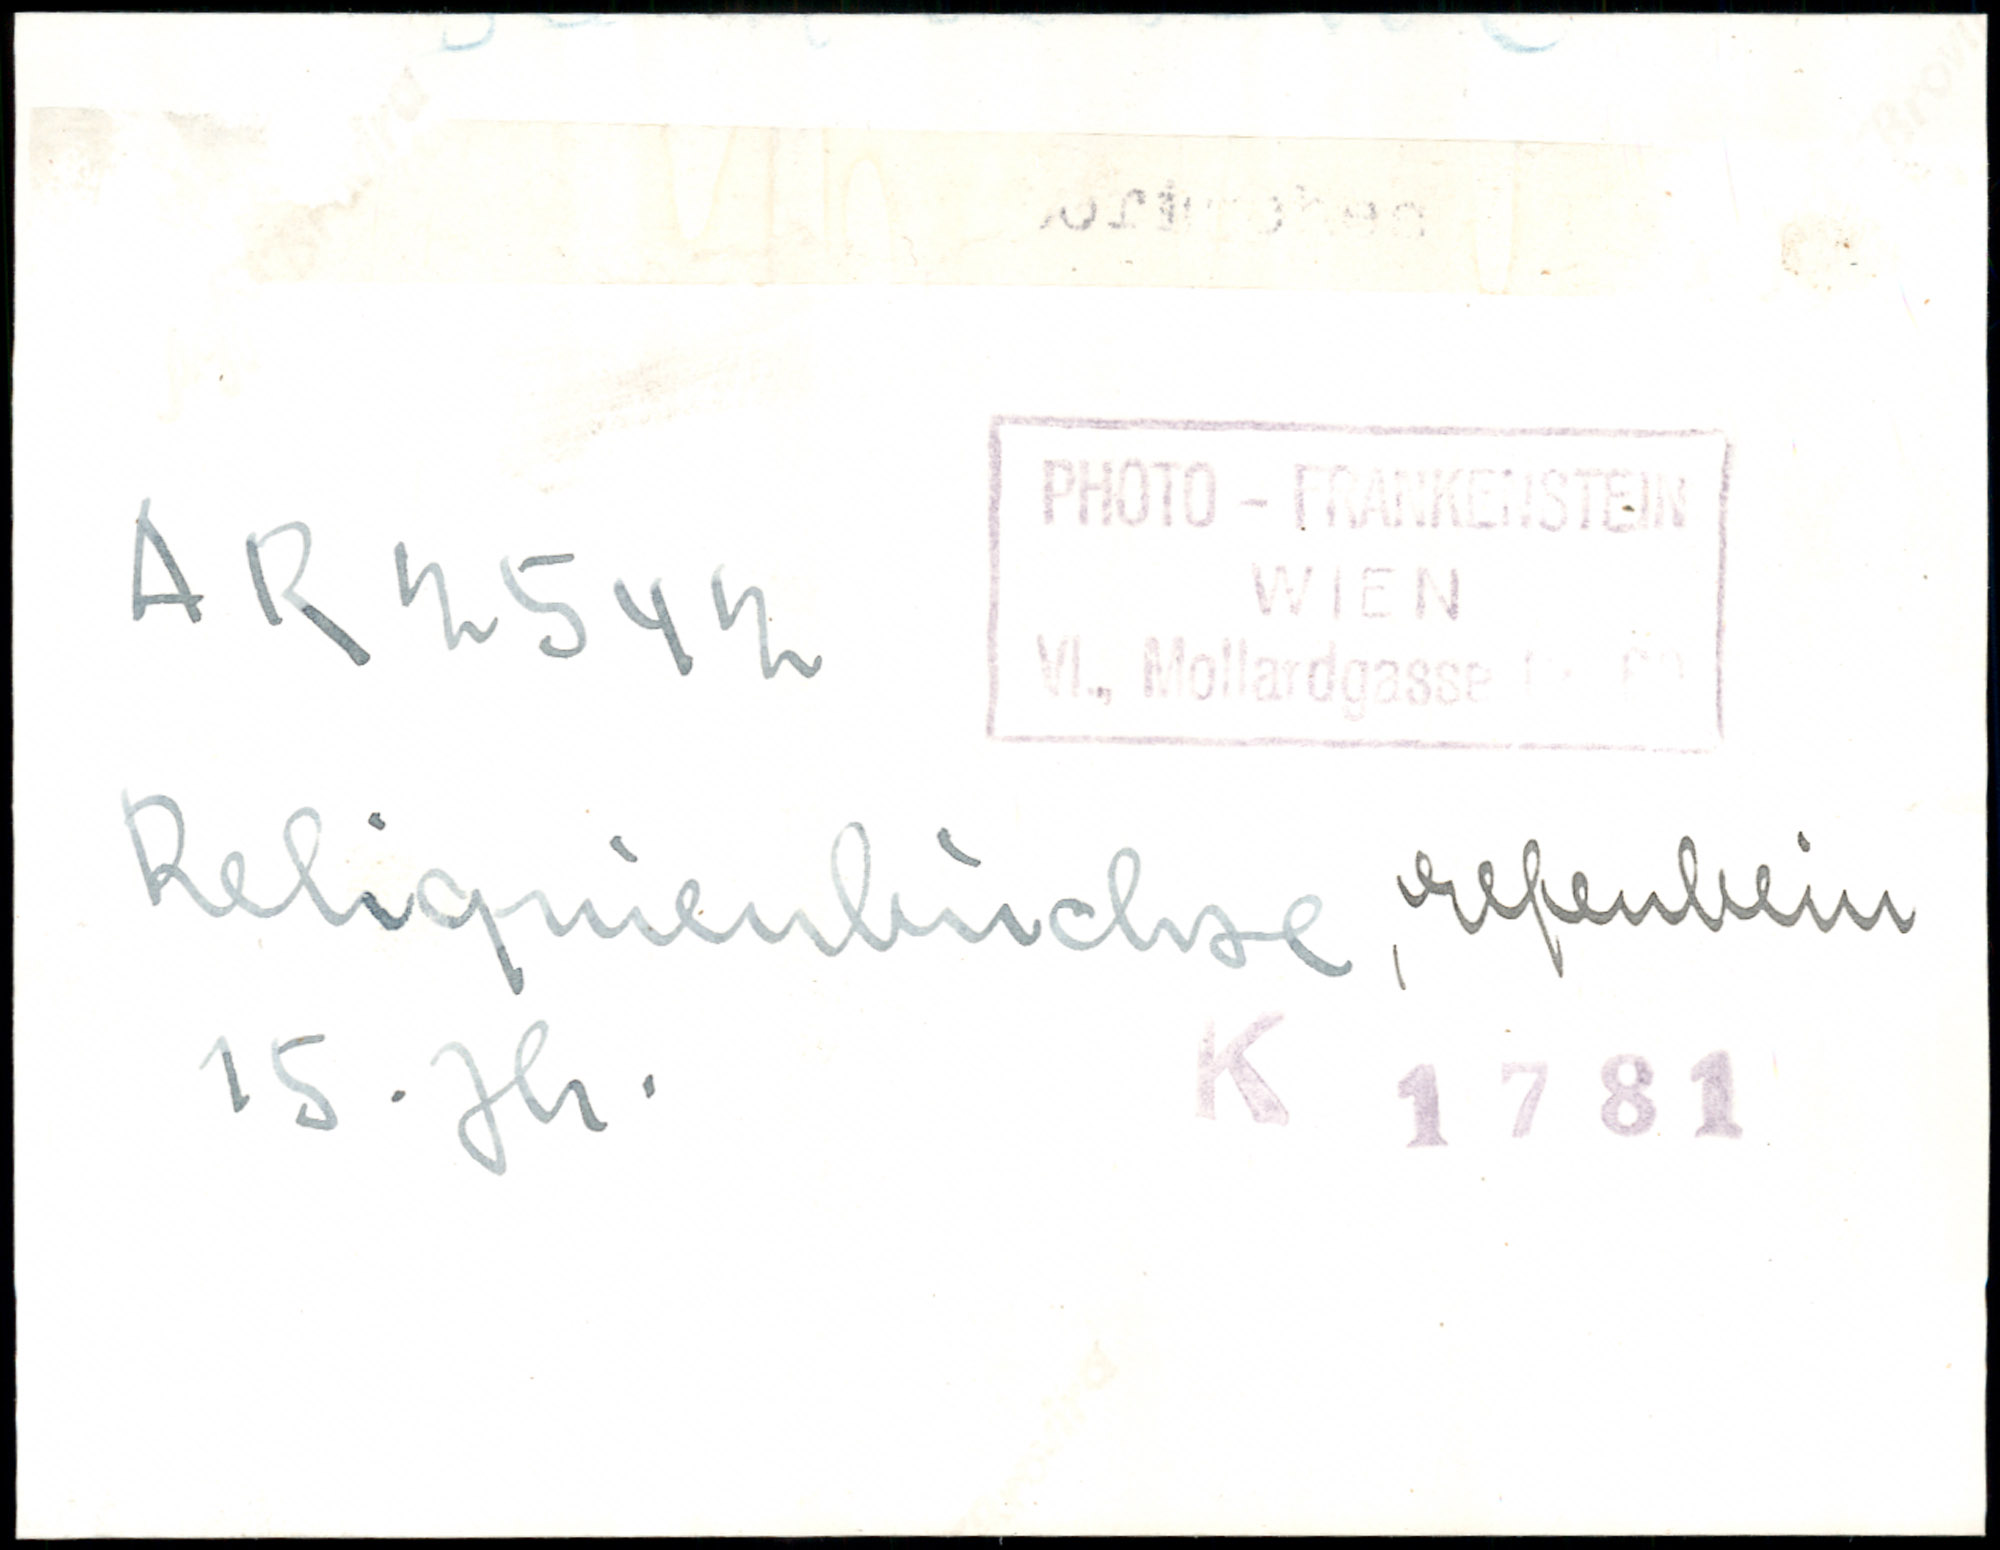 PHOTO - FRANKENSTEIN
WIEN
VI., Mollardgasse
AR 2542
Reliquienbüchse, Elfenbein
15. Jh.
K 1781